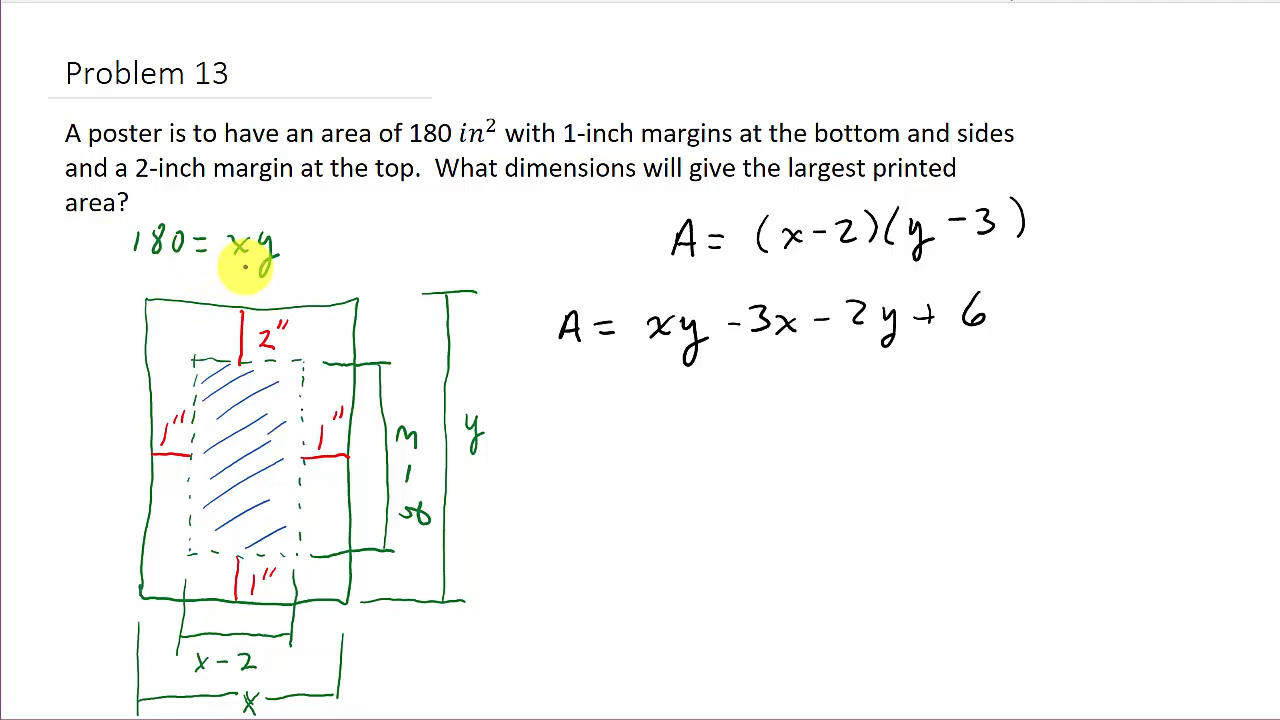 Problem 13
A poster is to have an area of 180 in² with 1-inch margins at the bottom and sides
and a 2-inch margin at the top. What dimensions will give the largest printed
area?
180 = xy
A = (x-2)(y-3)
A = xy - 3x - 2y + 6
2"
1"
1"
y-3
y
1"
x-2
x